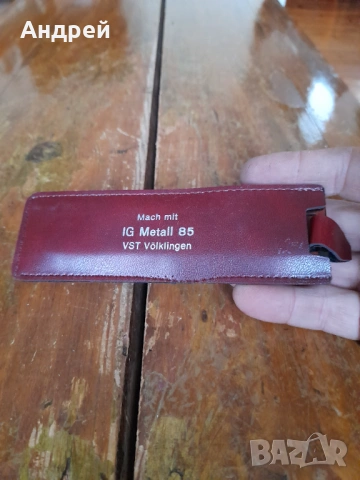 Андрей
Mach mit
IG Metall 85
VST Völklingen
BAZAR